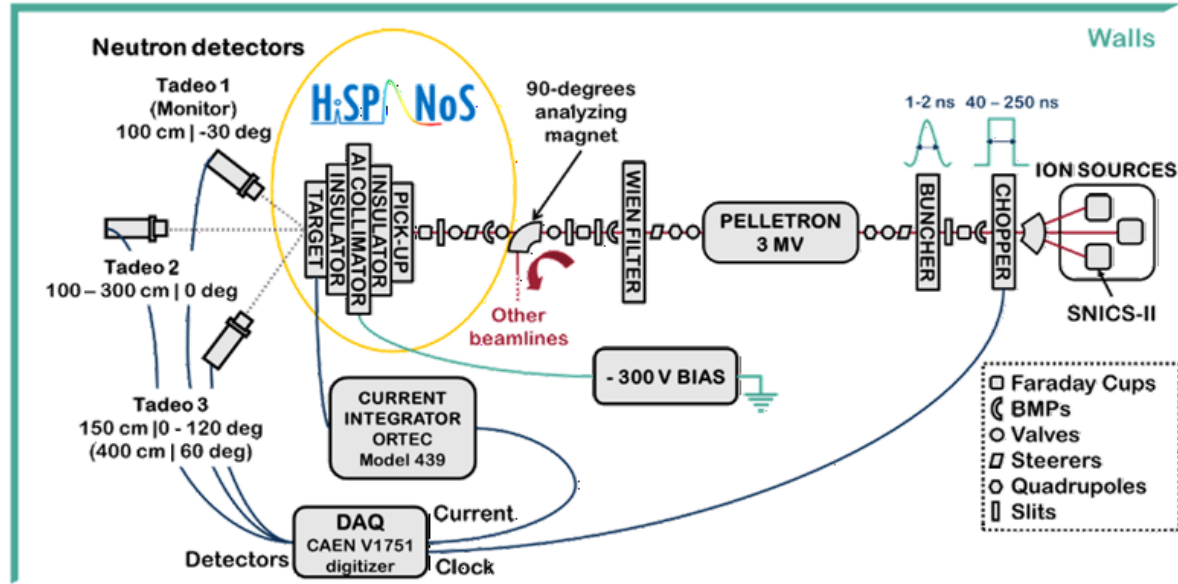 Walls
Neutron detectors
Tadeo 1
(Monitor)
100 cm | -30 deg
HiSPANoS
90-degrees
analyzing
magnet
1-2 ns
40 – 250 ns
ION SOURCES
TARGET
INSULATOR
Al COLLIMATOR
INSULATOR
PICK-UP
WIEN FILTER
PELLETRON
3 MV
BUNCHER
CHOPPER
SNICS-II
Tadeo 2
100 – 300 cm | 0 deg
Other
beamlines
- 300 V BIAS
Tadeo 3
150 cm |0 - 120 deg
(400 cm | 60 deg)
CURRENT
INTEGRATOR
ORTEC
Model 439
Faraday Cups
BMPs
Valves
Steerers
Quadrupoles
Slits
DAQ
CAEN V1751
digitizer
Current
Detectors
Clock